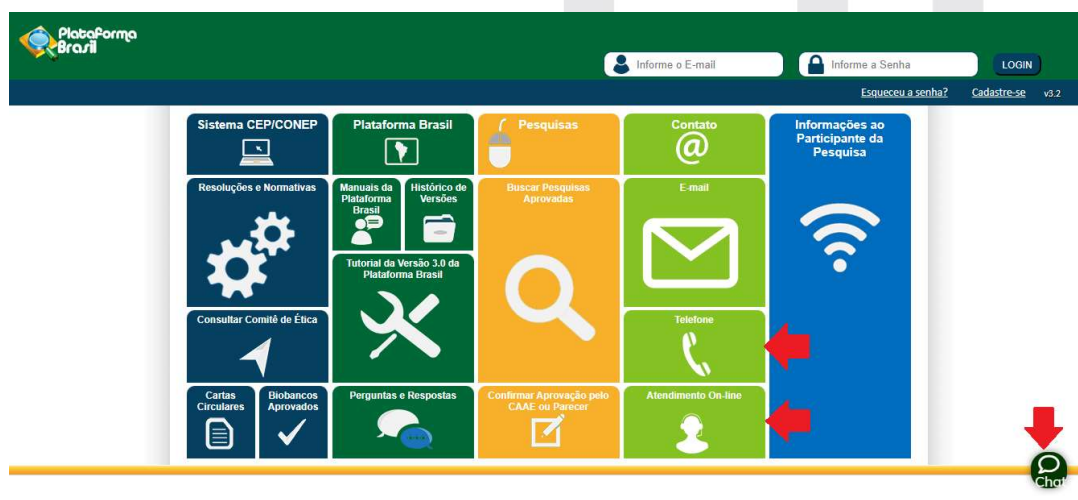 Plataforma
Brasil
Informe o E-mail
Informe a Senha
LOGIN
Esqueceu a senha?
Cadastre-se
v3.2
Sistema CEP/CONEP
Plataforma Brasil
Pesquisas
Contato
@
Informações ao
Participante da
Pesquisa
Resoluções e Normativas
Manuais da
Plataforma
Brasil
Histórico de
Versões
Buscar Pesquisas
Aprovadas
E-mail
Tutorial da Versão 3.0 da
Plataforma Brasil
Consultar Comitê de Ética
Telefone
Cartas
Circulares
Biobancos
Aprovados
Perguntas e Respostas
Confirmar Aprovação pelo
CAAE ou Parecer
Atendimento On-line
Chat